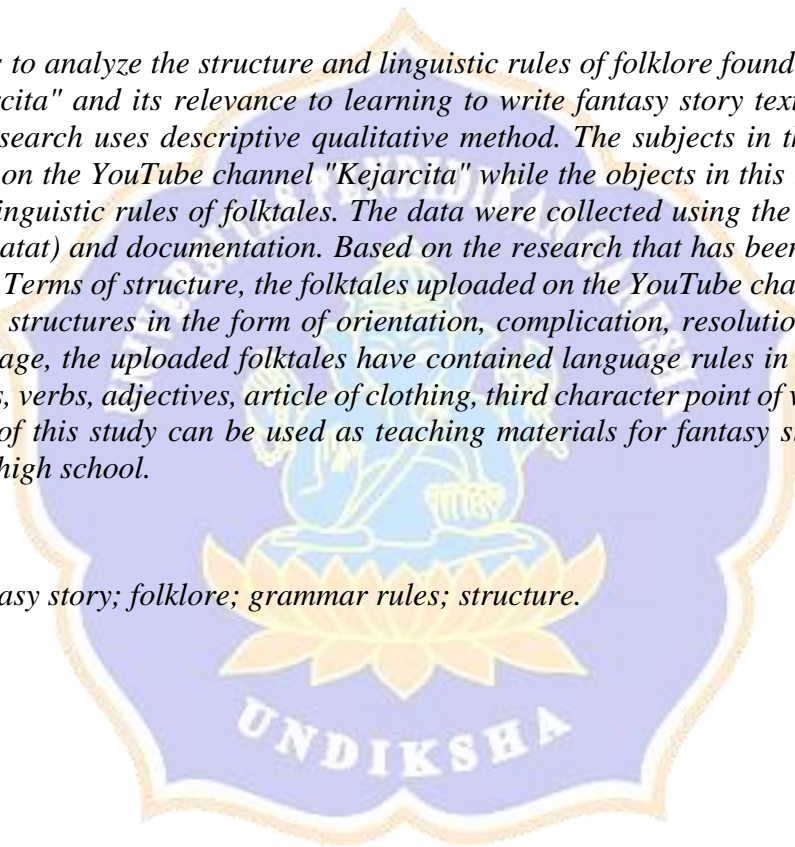 to analyze the structure and linguistic rules of folklore found
rcita" and its relevance to learning to write fantasy story
search uses descriptive qualitative method. The subjects in
on the YouTube channel "Kejarcita" while the objects in this
inguistic rules of folktales. The data were collected using the
atat) and documentation. Based on the research that has been
Terms of structure, the folktales uploaded on the YouTube
structures in the form of orientation, complication,
age, the uploaded folktales have contained language rules in
verbs, adjectives, article of clothing, third character point of
of this study can be used as teaching materials for fantasy
high school.
asy story; folklore; grammar rules; structure.
UNIVERSITAS PENDIDIKAN GANESHA
UNDIKSHA